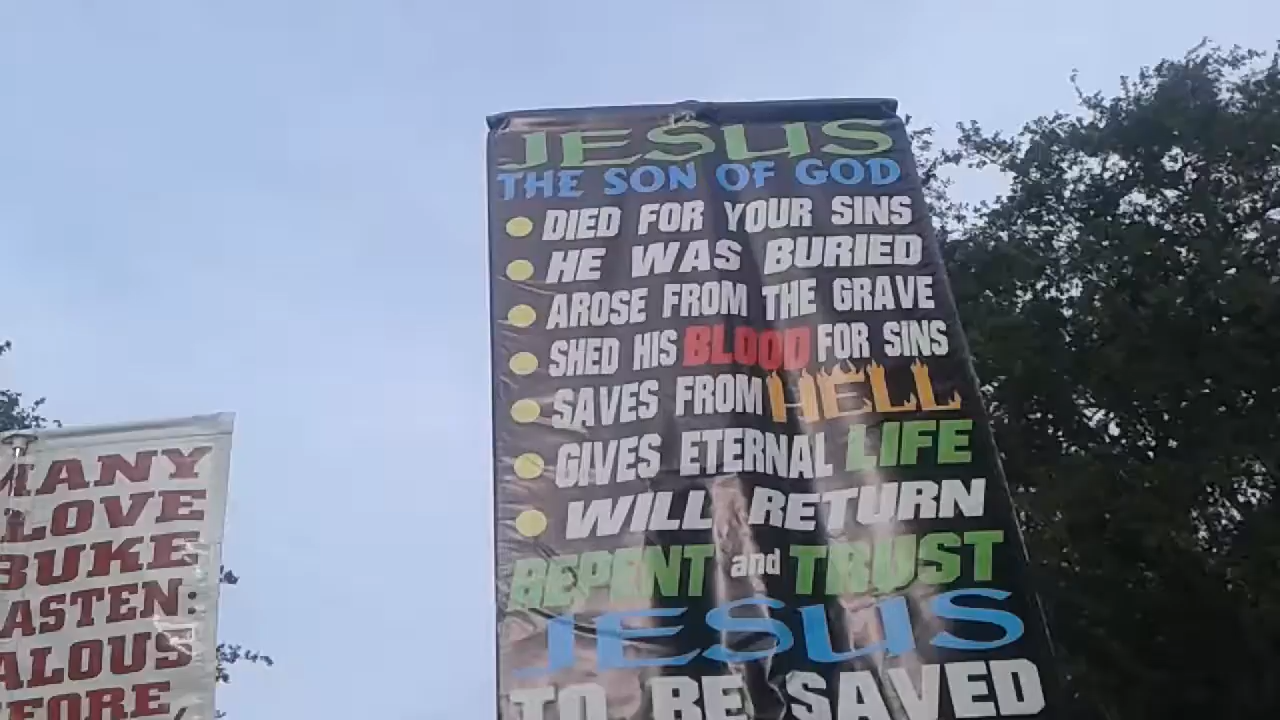 JESUS
THE SON OF GOD
DIED FOR YOUR SINS
HE WAS BURIED
AROSE FROM THE GRAVE
SHED HIS BLOOD FOR SINS
SAVES FROM HELL
GIVES ETERNAL LIFE
WILL RETURN
REPENT and TRUST
JESUS
TO BE SAVED
MANY
LOVE
BUKE
ASTEN:
ALOUS
EFORE